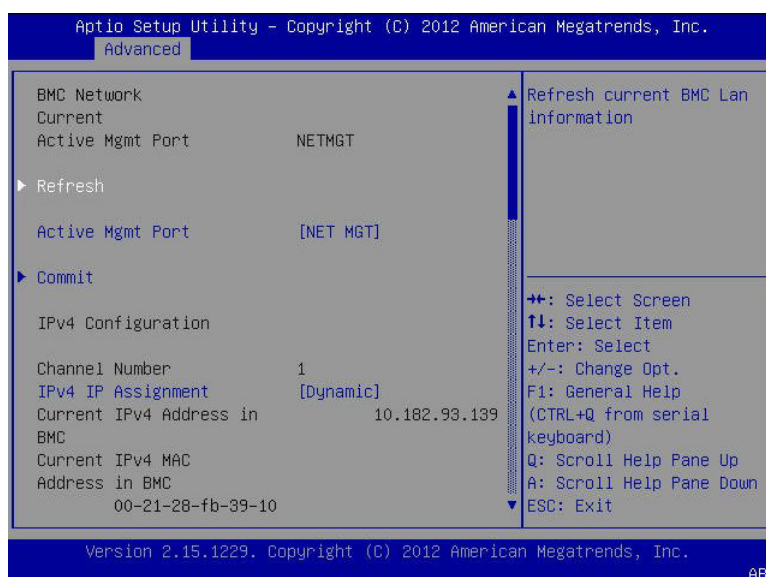 Aptio Setup Utility – Copyright (C) 2012 American Megatrends, Inc.
Advanced
BMC Network
Current
Active Mgmt Port NETMGT
Refresh
Active Mgmt Port [NET MGT]
Commit
IPv4 Configuration
Channel Number 1
IPv4 IP Assignment [Dynamic]
Current IPv4 Address in 10.182.93.139
BMC
Current IPv4 MAC
Address in BMC
00-21-28-fb-39-10
Refresh current BMC Lan
information
→←: Select Screen
↑↓: Select Item
Enter: Select
+/-: Change Opt.
F1: General Help
(CTRL+Q from serial
keyboard)
Q: Scroll Help Pane Up
A: Scroll Help Pane Down
ESC: Exit
Version 2.15.1229. Copyright (C) 2012 American Megatrends, Inc.
AB